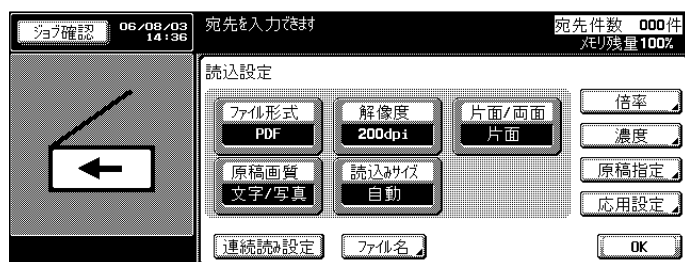 ジョブ確認
06/08/03
14:36
宛先を入力できます
宛先件数 000件
メモリ残量100%
読込設定
ファイル形式
PDF
解像度
200dpi
片面/両面
片面
倍率
濃度
原稿画質
文字/写真
読込みサイズ
自動
原稿指定
応用設定
連続読み設定
ファイル名
OK